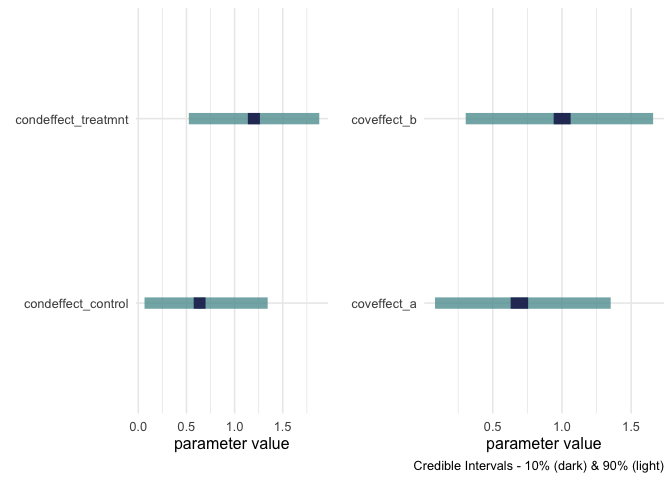 condeffect_treatmnt
condeffect_control
0.0 0.5 1.0 1.5
parameter value
coveffect_b
coveffect_a
0.5 1.0 1.5
parameter value
Credible Intervals - 10% (dark) & 90% (light)